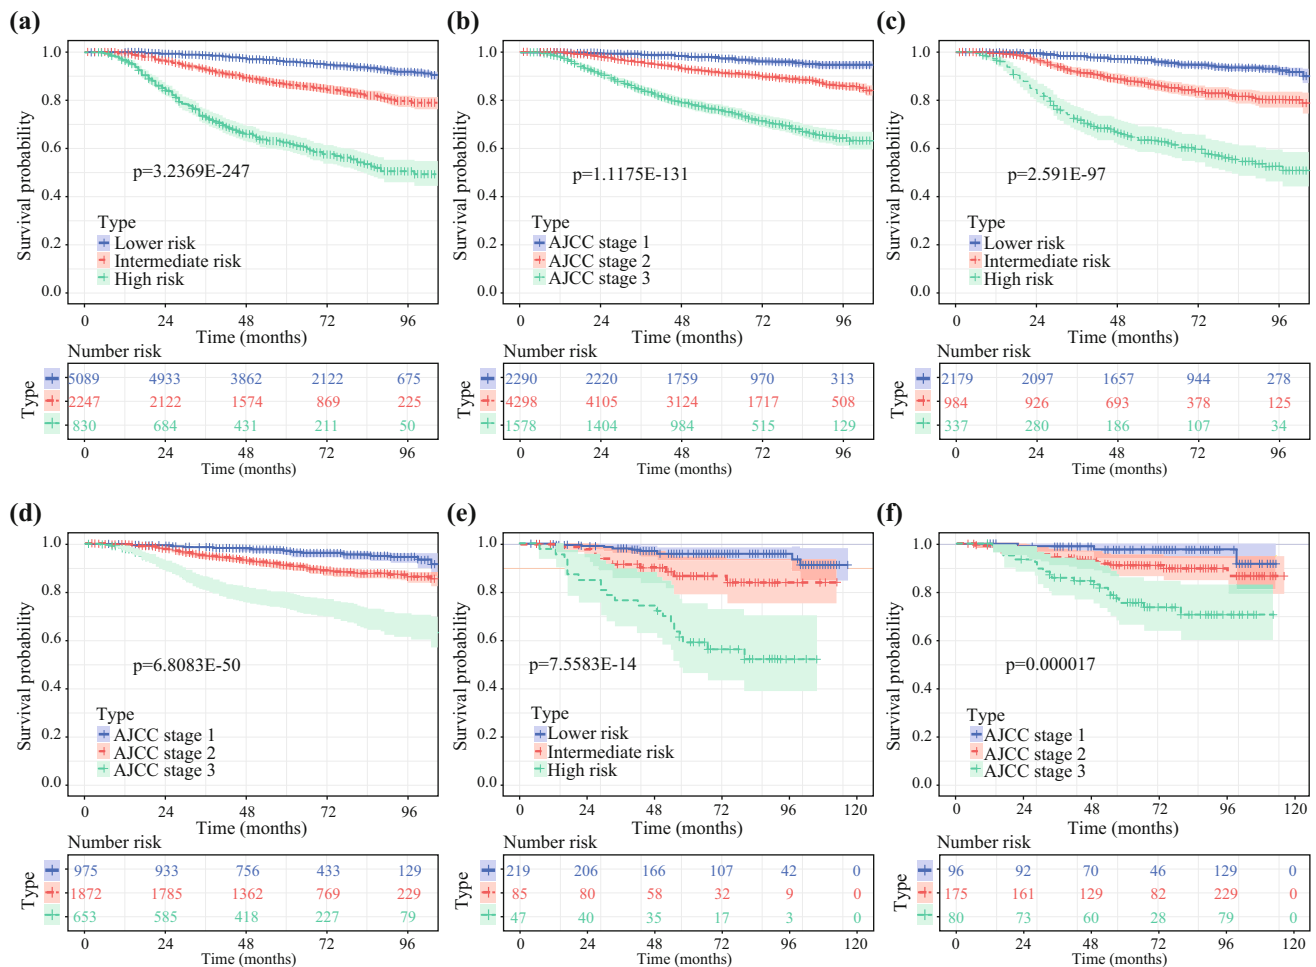 (a)
Survival probability
1.0
0.8
0.6
0.4
0.2
0.0
p=3.2369E-247
Type
Lower risk
Intermediate risk
High risk
0 24 48 72 96
Time (months)
Number risk
Type
5089 4933 3862 2122 675
2247 2122 1574 869 225
830 684 431 211 50
0 24 48 72 96
Time (months)
(b)
Survival probability
1.0
0.8
0.6
0.4
0.2
0.0
p=1.1175E-131
Type
AJCC stage 1
AJCC stage 2
AJCC stage 3
0 24 48 72 96
Time (months)
Number risk
Type
2290 2220 1759 970 313
4298 4105 3124 1717 508
1578 1404 984 515 129
0 24 48 72 96
Time (months)
(c)
Survival probability
1.0
0.8
0.6
0.4
0.2
0.0
p=2.591E-97
Type
Lower risk
Intermediate risk
High risk
0 24 48 72 96
Time (months)
Number risk
Type
2179 2097 1657 944 278
984 926 693 378 125
337 280 186 107 34
0 24 48 72 96
Time (months)
(d)
Survival probability
1.0
0.8
0.6
0.4
0.2
0.0
p=6.8083E-50
Type
AJCC stage 1
AJCC stage 2
AJCC stage 3
0 24 48 72 96
Time (months)
Number risk
Type
975 933 756 433 129
1872 1785 1362 769 229
653 585 418 227 79
0 24 48 72 96
Time (months)
(e)
Survival probability
1.0
0.8
0.6
0.4
0.2
0.0
p=7.5583E-14
Type
Lower risk
Intermediate risk
High risk
0 24 48 72 96 120
Time (months)
Number risk
Type
219 206 166 107 42 0
85 80 58 32 9 0
47 40 35 17 3 0
0 24 48 72 96 120
Time (months)
(f)
Survival probability
1.0
0.8
0.6
0.4
0.2
0.0
p=0.000017
Type
AJCC stage 1
AJCC stage 2
AJCC stage 3
0 24 48 72 96 120
Time (months)
Number risk
Type
96 92 70 46 129 0
175 161 129 82 229 0
80 73 60 28 79 0
0 24 48 72 96 120
Time (months)